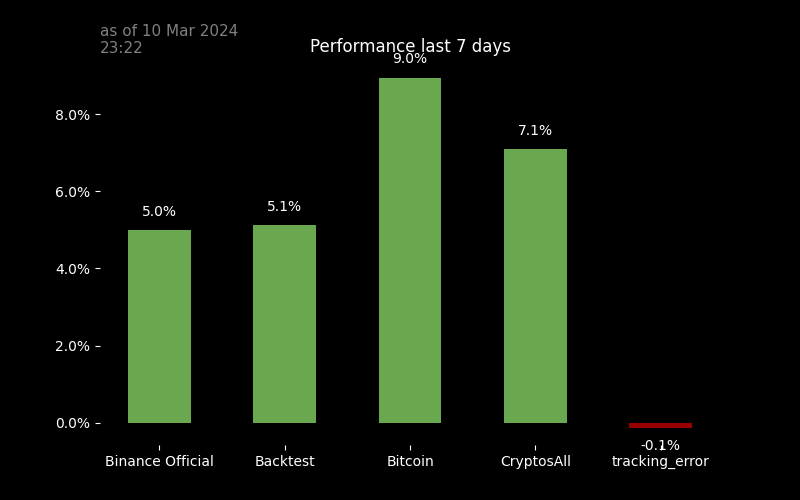 as of 10 Mar 2024
23:22
Performance last 7 days
9.0%
8.0%
7.1%
6.0%
5.0%
5.1%
4.0%
2.0%
0.0%
-0.1%
Binance Official
Backtest
Bitcoin
CryptosAll
tracking_error